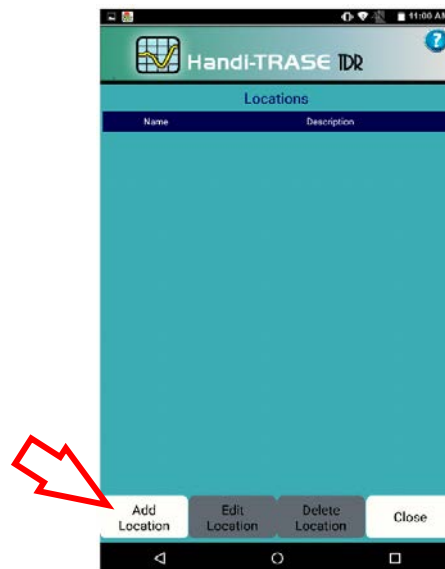 11:00 AM
?
Handi-TRASE TDR
Locations
Name Description
Add Location
Edit Location
Delete Location
Close